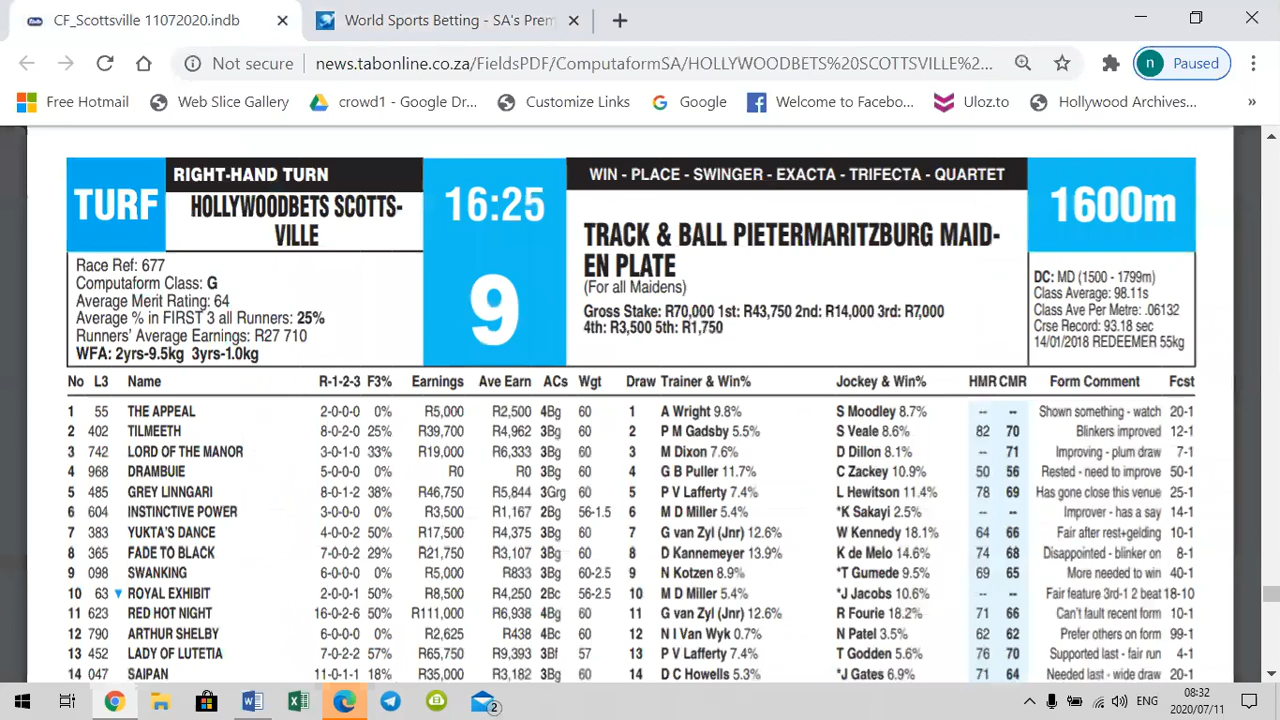 CF_Scottsville 11072020.indb
World Sports Betting - SA's Prem
Not secure
news.tabonline.co.za/FieldsPDF/ComputaformSA/HOLLYWOODBETS%20SCOTTSVILLE%2...
n Paused
Free Hotmail Web Slice Gallery crowd1 - Google Dr... Customize Links Google Welcome to Facebo... Uloz.to Hollywood Archives... »
TURF
RIGHT-HAND TURN
HOLLYWOODBETS SCOTTS-
VILLE
Race Ref: 677
Computaform Class: G
Average Merit Rating: 64
Average % in FIRST 3 all Runners: 25%
Runners' Average Earnings: R27 710
WFA: 2yrs-9.5kg 3yrs-1.0kg
16:25
9
WIN - PLACE - SWINGER - EXACTA - TRIFECTA - QUARTET
TRACK & BALL PIETERMARITZBURG MAID-
EN PLATE
(For all Maidens)
Gross Stake: R70,000 1st: R43,750 2nd: R14,000 3rd: R7,000
4th: R3,500 5th: R1,750
1600m
DC: MD (1500 - 1799m)
Class Average: 98.11s
Class Ave Per Metre: .06132
Crse Record: 93.18 sec
14/01/2018 REDEEMER 55kg
No L3 Name R-1-2-3 F3% Earnings Ave Earn ACs Wgt Draw Trainer & Win% Jockey & Win% HMR CMR Form Comment Fcst
1 55 THE APPEAL 2-0-0-0 0% R5,000 R2,500 4Bg 60 1 A Wright 9.8% S Moodley 8.7% -- -- Shown something - watch 20-1
2 402 TILMEETH 8-0-2-0 25% R39,700 R4,962 3Bg 60 2 P M Gadsby 5.5% S Veale 8.6% 82 70 Blinkers improved 12-1
3 742 LORD OF THE MANOR 3-0-1-0 33% R19,000 R6,333 3Bg 60 3 M Dixon 7.6% D Dillon 8.1% -- 71 Improving - plum draw 7-1
4 968 DRAMBUIE 5-0-0-0 0% R0 R0 3Bg 60 4 G B Puller 11.7% C Zackey 10.9% 50 56 Rested - need to improve 50-1
5 485 GREY LINNGARI 8-0-1-2 38% R46,750 R5,844 3Grg 60 5 P V Lafferty 7.4% L Hewitson 11.4% 78 69 Has gone close this venue 25-1
6 604 INSTINCTIVE POWER 3-0-0-0 0% R3,500 R1,167 2Bg 56-1.5 6 M D Miller 5.4% *K Sakayi 2.5% -- -- Improver - has a say 14-1
7 383 YUKTA'S DANCE 4-0-0-2 50% R17,500 R4,375 3Bg 60 7 G van Zyl (Jnr) 12.6% W Kennedy 18.1% 64 66 Fair after rest+gelding 10-1
8 365 FADE TO BLACK 7-0-0-2 29% R21,750 R3,107 3Bg 60 8 D Kannemeyer 13.9% K de Melo 14.6% 74 68 Disappointed - blinker on 8-1
9 098 SWANKING 6-0-0-0 0% R5,000 R833 3Bg 60-2.5 9 N Kotzen 8.9% *T Gumede 9.5% 69 65 More needed to win 40-1
10 63 ▼ ROYAL EXHIBIT 2-0-0-1 50% R8,500 R4,250 2Bc 56-2.5 10 M D Miller 5.4% *J Jacobs 10.6% -- -- Fair feature 3rd-1 2 beat 18-10
11 623 RED HOT NIGHT 16-0-2-6 50% R111,000 R6,938 4Bg 60 11 G van Zyl (Jnr) 12.6% R Fourie 18.2% 71 66 Can't fault recent form 10-1
12 790 ARTHUR SHELBY 6-0-0-0 0% R2,625 R438 4Bc 60 12 N I Van Wyk 0.7% N Patel 3.5% 62 62 Prefer others on form 99-1
13 452 LADY OF LUTETIA 7-0-2-2 57% R65,750 R9,393 3Bf 57 13 P V Lafferty 7.4% T Godden 5.6% 76 70 Supported last - fair run 4-1
14 047 SAIPAN 11-0-1-1 18% R35,000 R3,182 3Bg 60 14 D C Howells 5.3% *J Gates 6.9% 71 64 Needed last - wide draw 20-1
2
ENG
08:32
2020/07/11